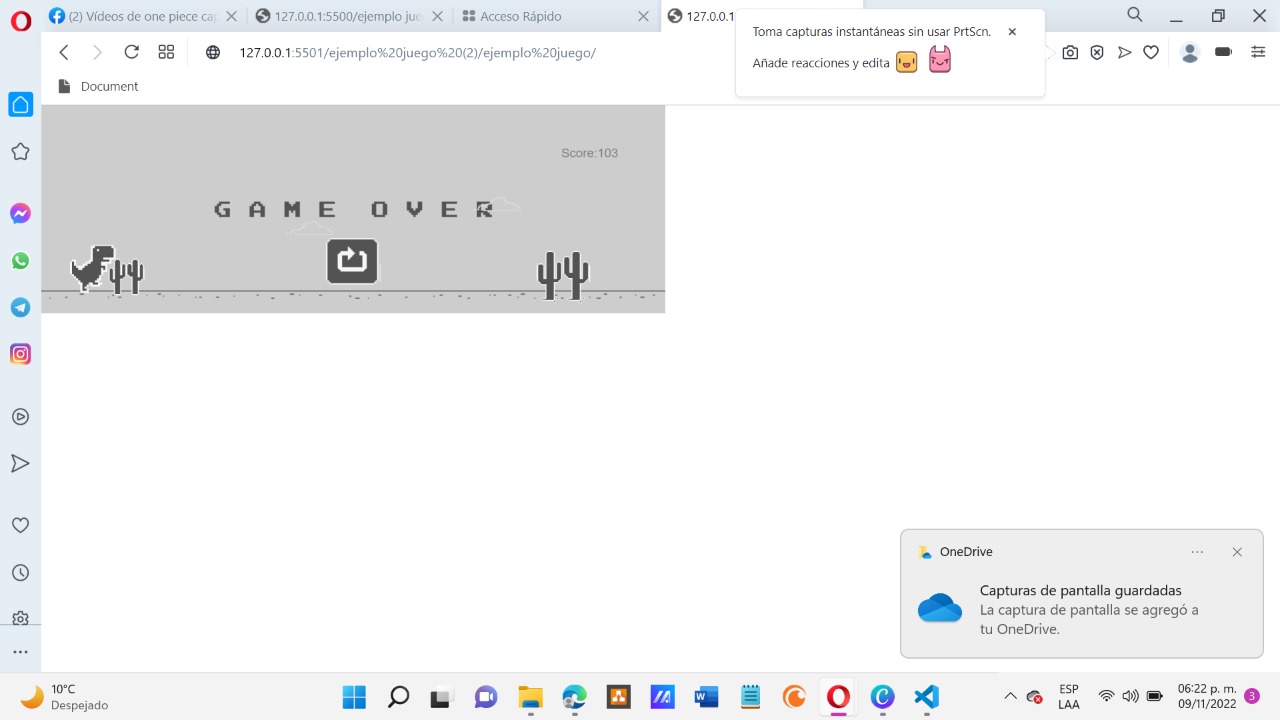 (2) Vídeos de one piece cap
127.0.0.1:5500/ejemplo jue
Acceso Rápido
127.0.0.1
Toma capturas instantáneas sin usar PrtScn.
Añade reacciones y edita
127.0.0.1:5501/ejemplo%20juego%20(2)/ejemplo%20juego/
Document
Score:103
GAME OVER
OneDrive
Capturas de pantalla guardadas
La captura de pantalla se agregó a
tu OneDrive.
10°C
Despejado
ESP
LAA
06:22 p. m.
09/11/2022
3